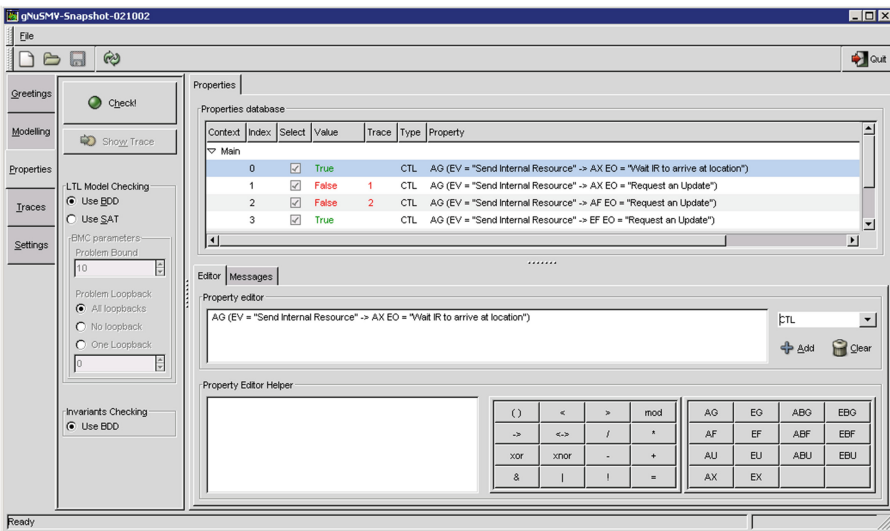 gNuSMV-Snapshot-021002
File
Quit
Greetings
Modelling
Properties
Traces
Settings
Check!
Show Trace
LTL Model Checking
Use BDD
Use SAT
BMC parameters
Problem Bound
10
Problem Loopback
All loopbacks
No loopback
One Loopback
0
Invariants Checking
Use BDD
Properties
Properties database
Context Index Select Value Trace Type Property
Main
0 True CTL AG (EV = "Send Internal Resource" -> AX EO = "Wait IR to arrive at location")
1 False 1 CTL AG (EV = "Send Internal Resource" -> AX EO = "Request an Update")
2 False 2 CTL AG (EV = "Send Internal Resource" -> AF EO = "Request an Update")
3 True CTL AG (EV = "Send Internal Resource" -> EF EO = "Request an Update")
Editor Messages
Property editor
AG (EV = "Send Internal Resource" -> AX EO = "Wait IR to arrive at location")
CTL
Add Clear
Property Editor Helper
( ) < > mod AG EG ABG EBG
-> <-> / * AF EF ABF EBF
xor xnor - + AU EU ABU EBU
& | ! = AX EX
Ready